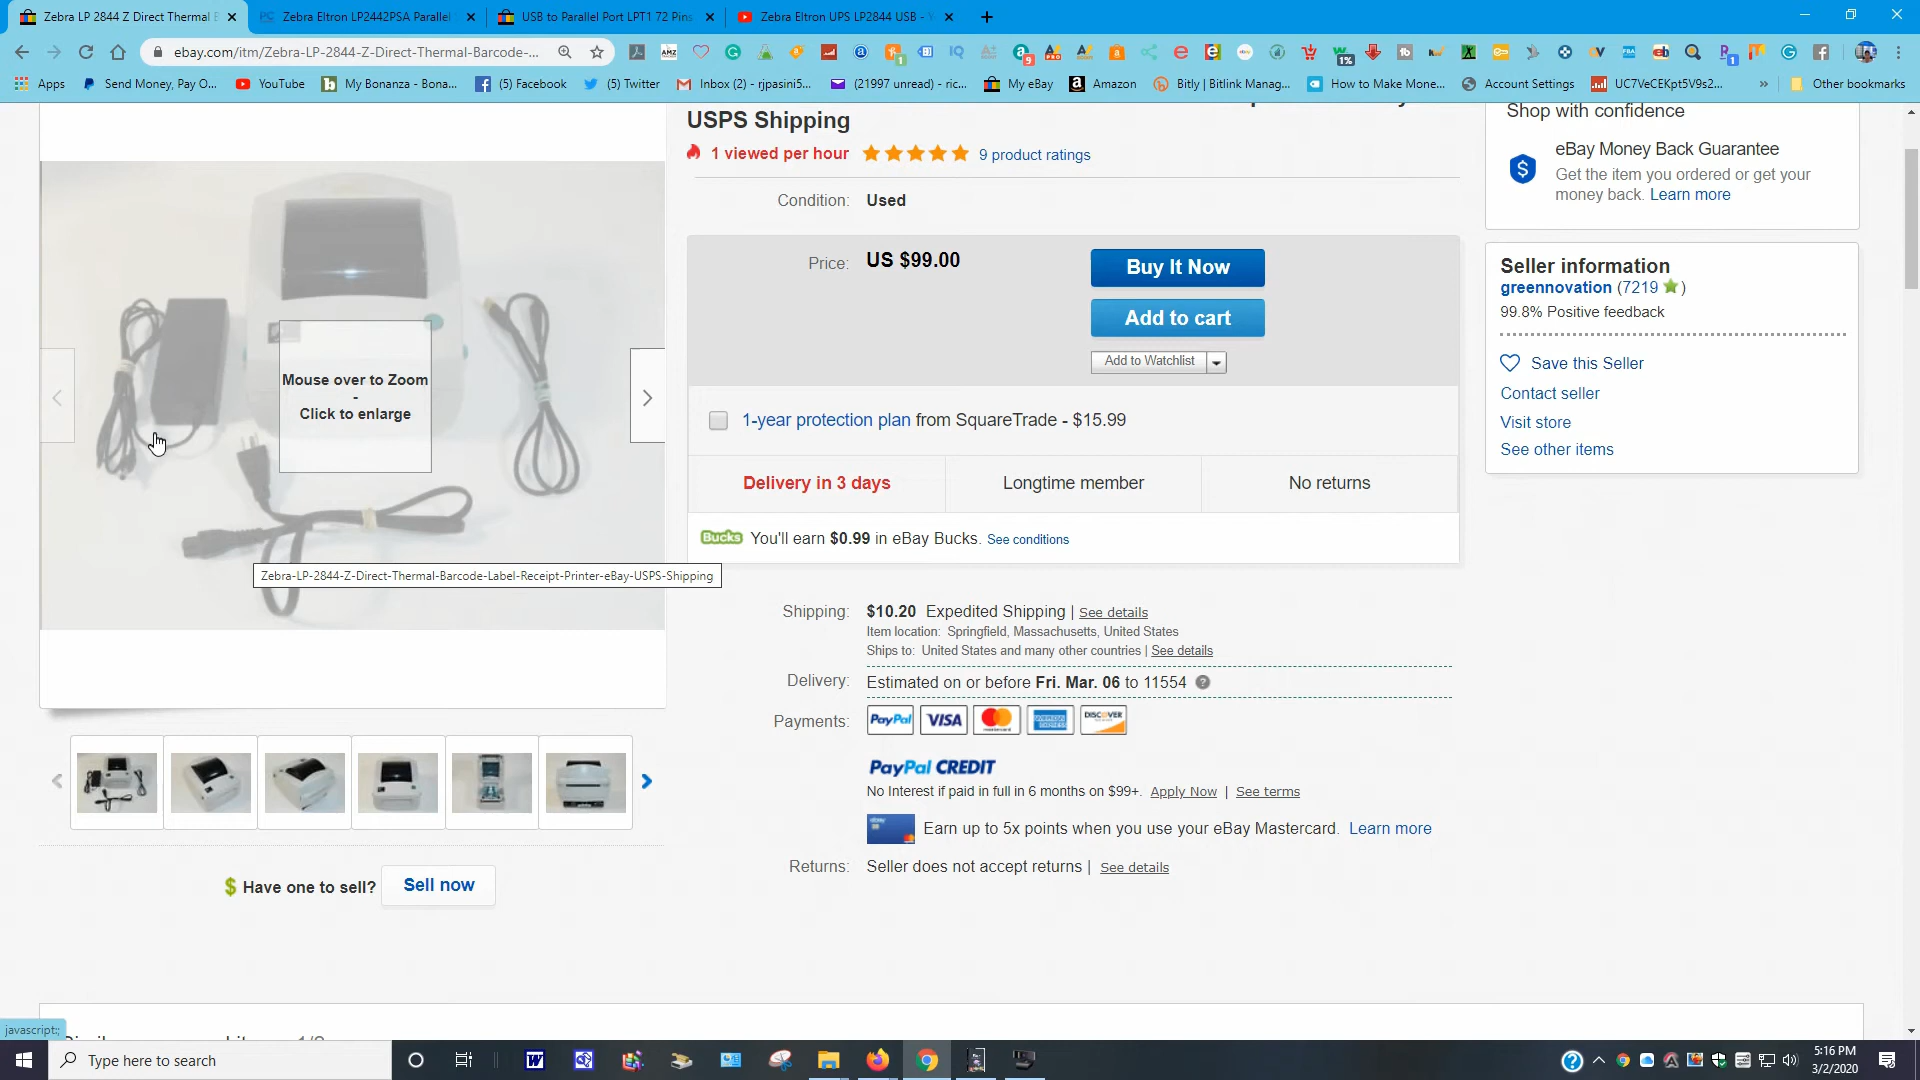 Zebra LP 2844 Z Direct Thermal
Zebra Eltron LP2442PSA Parallel
USB to Parallel Port LPT1 72 Pins
Zebra Eltron UPS LP2844 USB -
ebay.com/itm/Zebra-LP-2844-Z-Direct-Thermal-Barcode-...
Apps
Send Money, Pay O...
YouTube
My Bonanza - Bona...
(5) Facebook
(5) Twitter
Inbox (2) - rjpasini5...
(21997 unread) - ric...
My eBay
Amazon
Bitly | Bitlink Manag...
How to Make Mone...
Account Settings
UC7VeCEKpt5V9s2...
»
Other bookmarks
USPS Shipping
1 viewed per hour
9 product ratings
Condition: Used
Price: US $99.00
Buy It Now
Add to cart
Add to Watchlist
1-year protection plan from SquareTrade - $15.99
Delivery in 3 days
Longtime member
No returns
Bucks You'll earn $0.99 in eBay Bucks. See conditions
Mouse over to Zoom
-
Click to enlarge
Zebra-LP-2844-Z-Direct-Thermal-Barcode-Label-Receipt-Printer-eBay-USPS-Shipping
Shipping: $10.20 Expedited Shipping | See details
Item location: Springfield, Massachusetts, United States
Ships to: United States and many other countries | See details
Delivery: Estimated on or before Fri. Mar. 06 to 11554
Payments: PayPal VISA mastercard AMERICAN EXPRESS DISCOVER
PayPal CREDIT
No Interest if paid in full in 6 months on $99+. Apply Now | See terms
Earn up to 5x points when you use your eBay Mastercard. Learn more
Returns: Seller does not accept returns | See details
Have one to sell? Sell now
Shop with confidence
eBay Money Back Guarantee
Get the item you ordered or get your
money back. Learn more
Seller information
greennovation (7219 )
99.8% Positive feedback
Save this Seller
Contact seller
Visit store
See other items
javascript:;
Type here to search
5:16 PM
3/2/2020